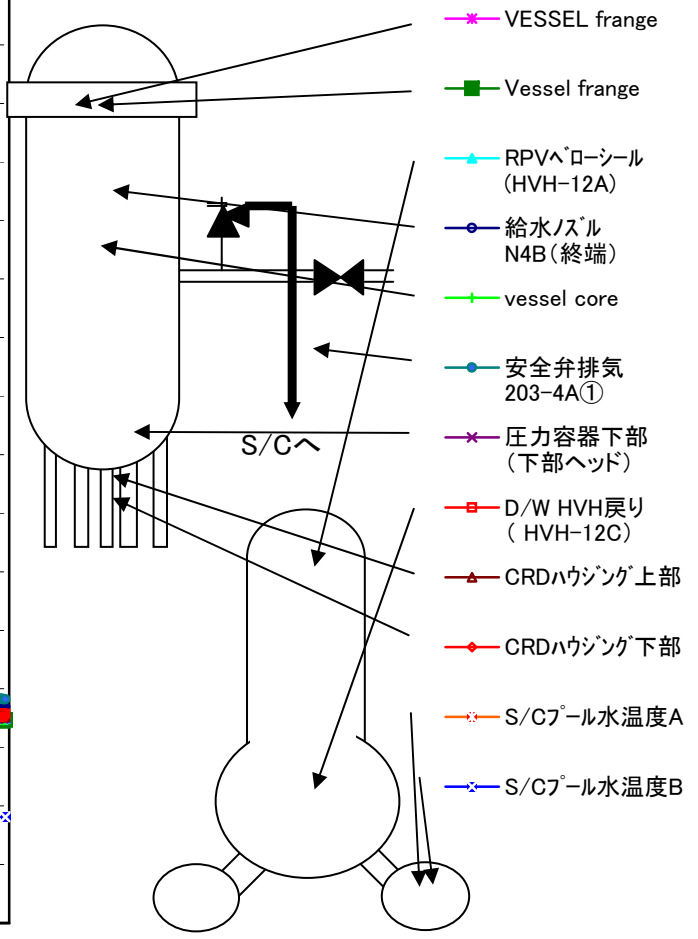 VESSEL frange
Vessel frange
RPVﾍﾞﾛｰｼｰﾙ
(HVH-12A)
給水ﾉｽﾞﾙ
N4B（終端）
vessel core
安全弁排気
203-4A①
圧力容器下部
（下部ヘッド）
D/W HVH戻り
（ HVH-12C）
CRDﾊｳｼﾞﾝｸﾞ上部
CRDﾊｳｼﾞﾝｸﾞ下部
S/Cﾌﾟｰﾙ水温度A
S/Cﾌﾟｰﾙ水温度B
S/Cへ